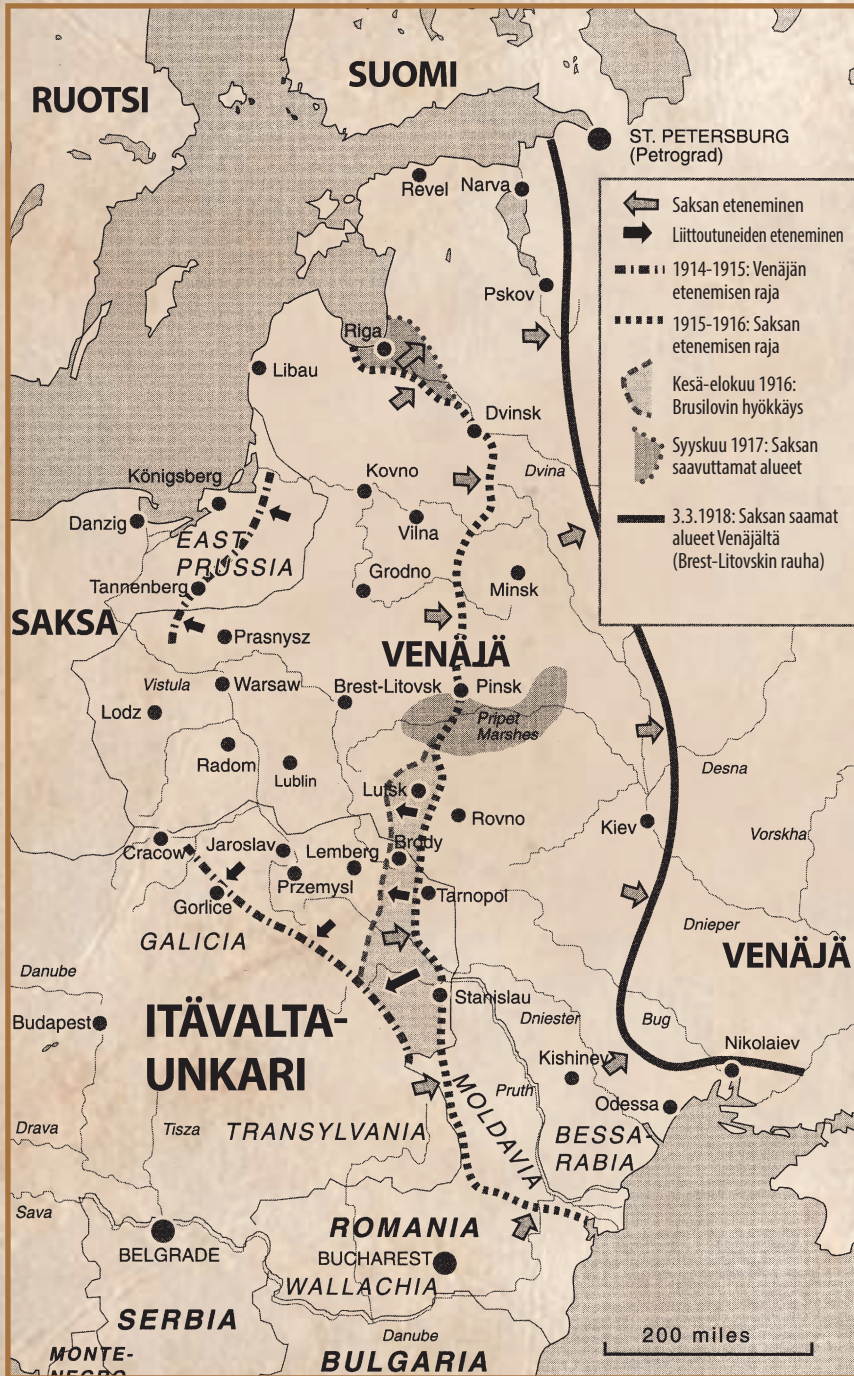 RUOTSI
SUOMI
ST. PETERSBURG
(Petrograd)
Revel
Narva
Pskov
Saksan eteneminen
Liittoutuneiden eteneminen
1914-1915: Venäjän
etenemisen raja
1915-1916: Saksan
etenemisen raja
Kesä-elokuu 1916:
Brusilovin hyökkäys
Syyskuu 1917: Saksan
saavuttamat alueet
3.3.1918: Saksan saamat
alueet Venäjältä
(Brest-Litovskin rauha)
Riga
Libau
Dvinsk
Dvina
Königsberg
Kovno
Danzig
Vilna
EAST
PRUSSIA
Grodno
Minsk
Tannenberg
SAKSA
Prasnysz
VENÄJÄ
Vistula
Warsaw
Brest-Litovsk
Pinsk
Lodz
Pripet
Marshes
Radom
Lublin
Desna
Lutsk
Rovno
Kiev
Vorskha
Cracow
Jaroslav
Lemberg
Brody
Przemysl
Gorlice
Tarnopol
GALICIA
Dnieper
VENÄJÄ
Danube
Stanislau
Budapest
ITÄVALTA-
UNKARI
Dniester
Bug
Nikolaiev
Kishinev
MOLDAVIA
Pruth
Odessa
Drava
Tisza
TRANSYLVANIA
BESSA-
RABIA
Sava
ROMANIA
BELGRADE
BUCHAREST
WALLACHIA
SERBIA
Danube
200 miles
MONTE-
NEGRO
BULGARIA